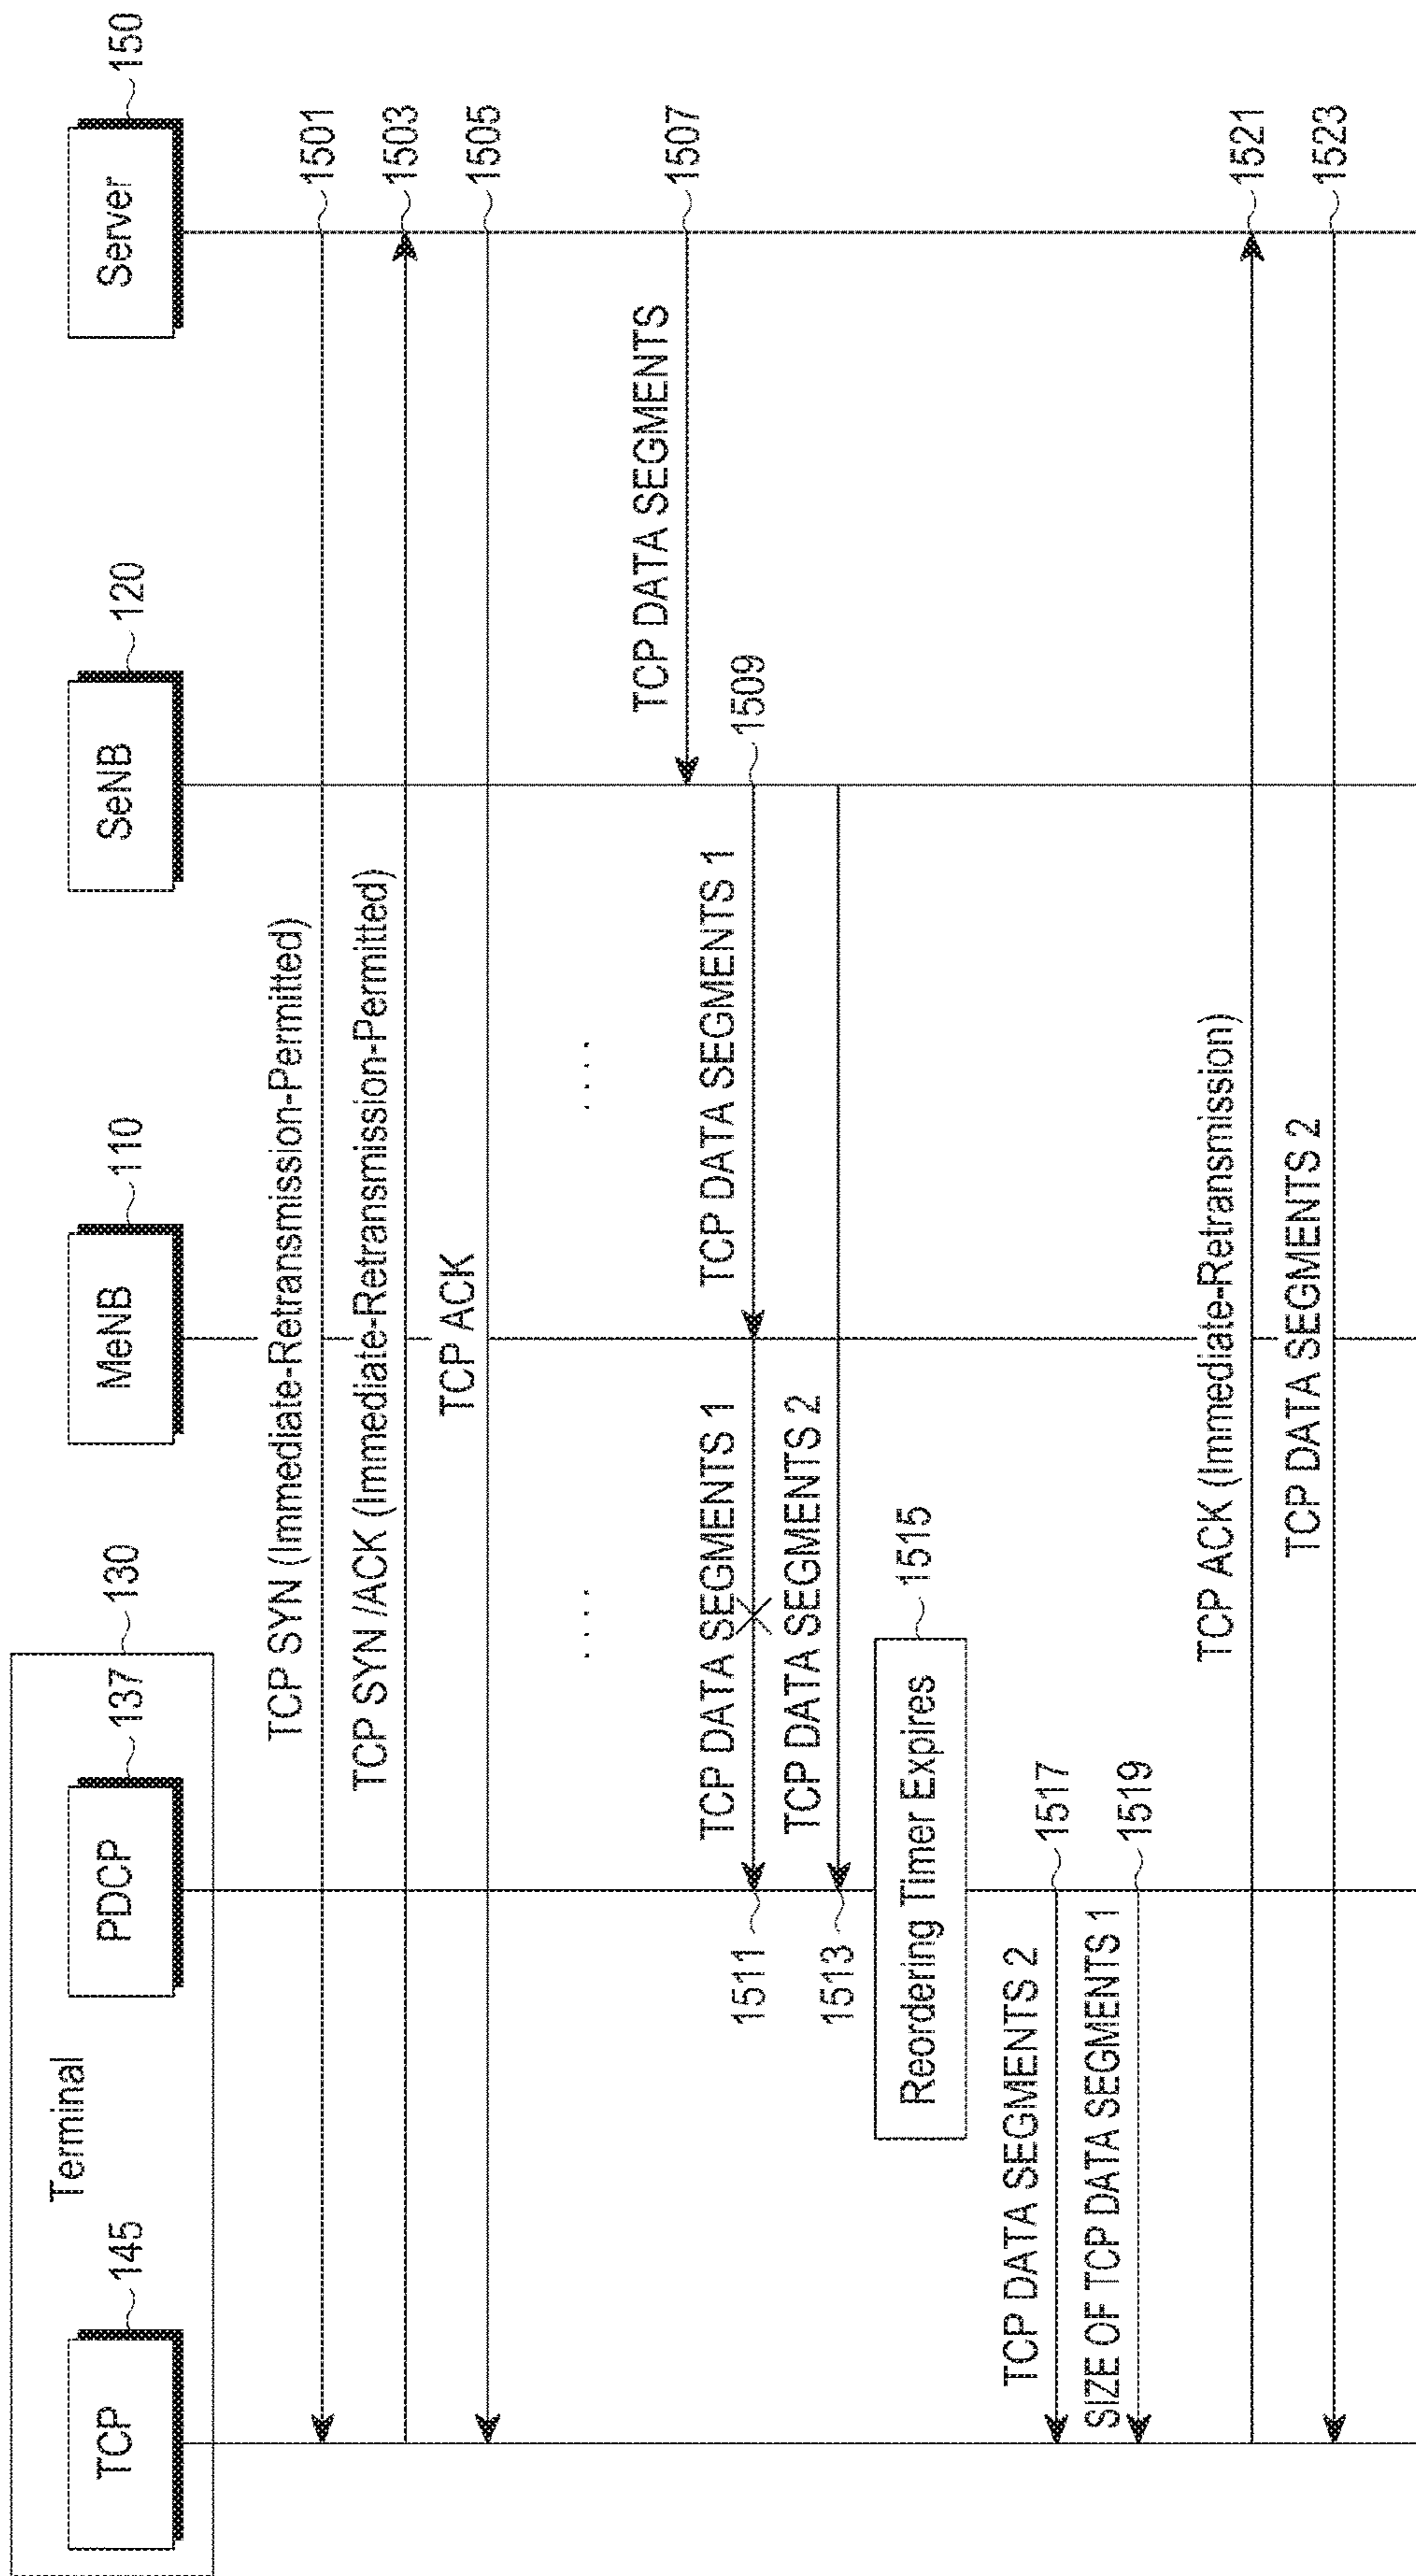 Terminal
130
TCP
145
PDCP
137
MeNB
110
SeNB
120
Server
150
TCP SYN (Immediate-Retransmission-Permitted)
1501
TCP SYN /ACK (Immediate-Retransmission-Permitted)
1503
TCP ACK
1505
....
....
TCP DATA SEGMENTS
1507
TCP DATA SEGMENTS 1
1509
TCP DATA SEGMENTS 1
1511
TCP DATA SEGMENTS 2
1513
Reordering Timer Expires
1515
TCP DATA SEGMENTS 2
1517
SIZE OF TCP DATA SEGMENTS 1
1519
TCP ACK (Immediate-Retransmission)
1521
TCP DATA SEGMENTS 2
1523